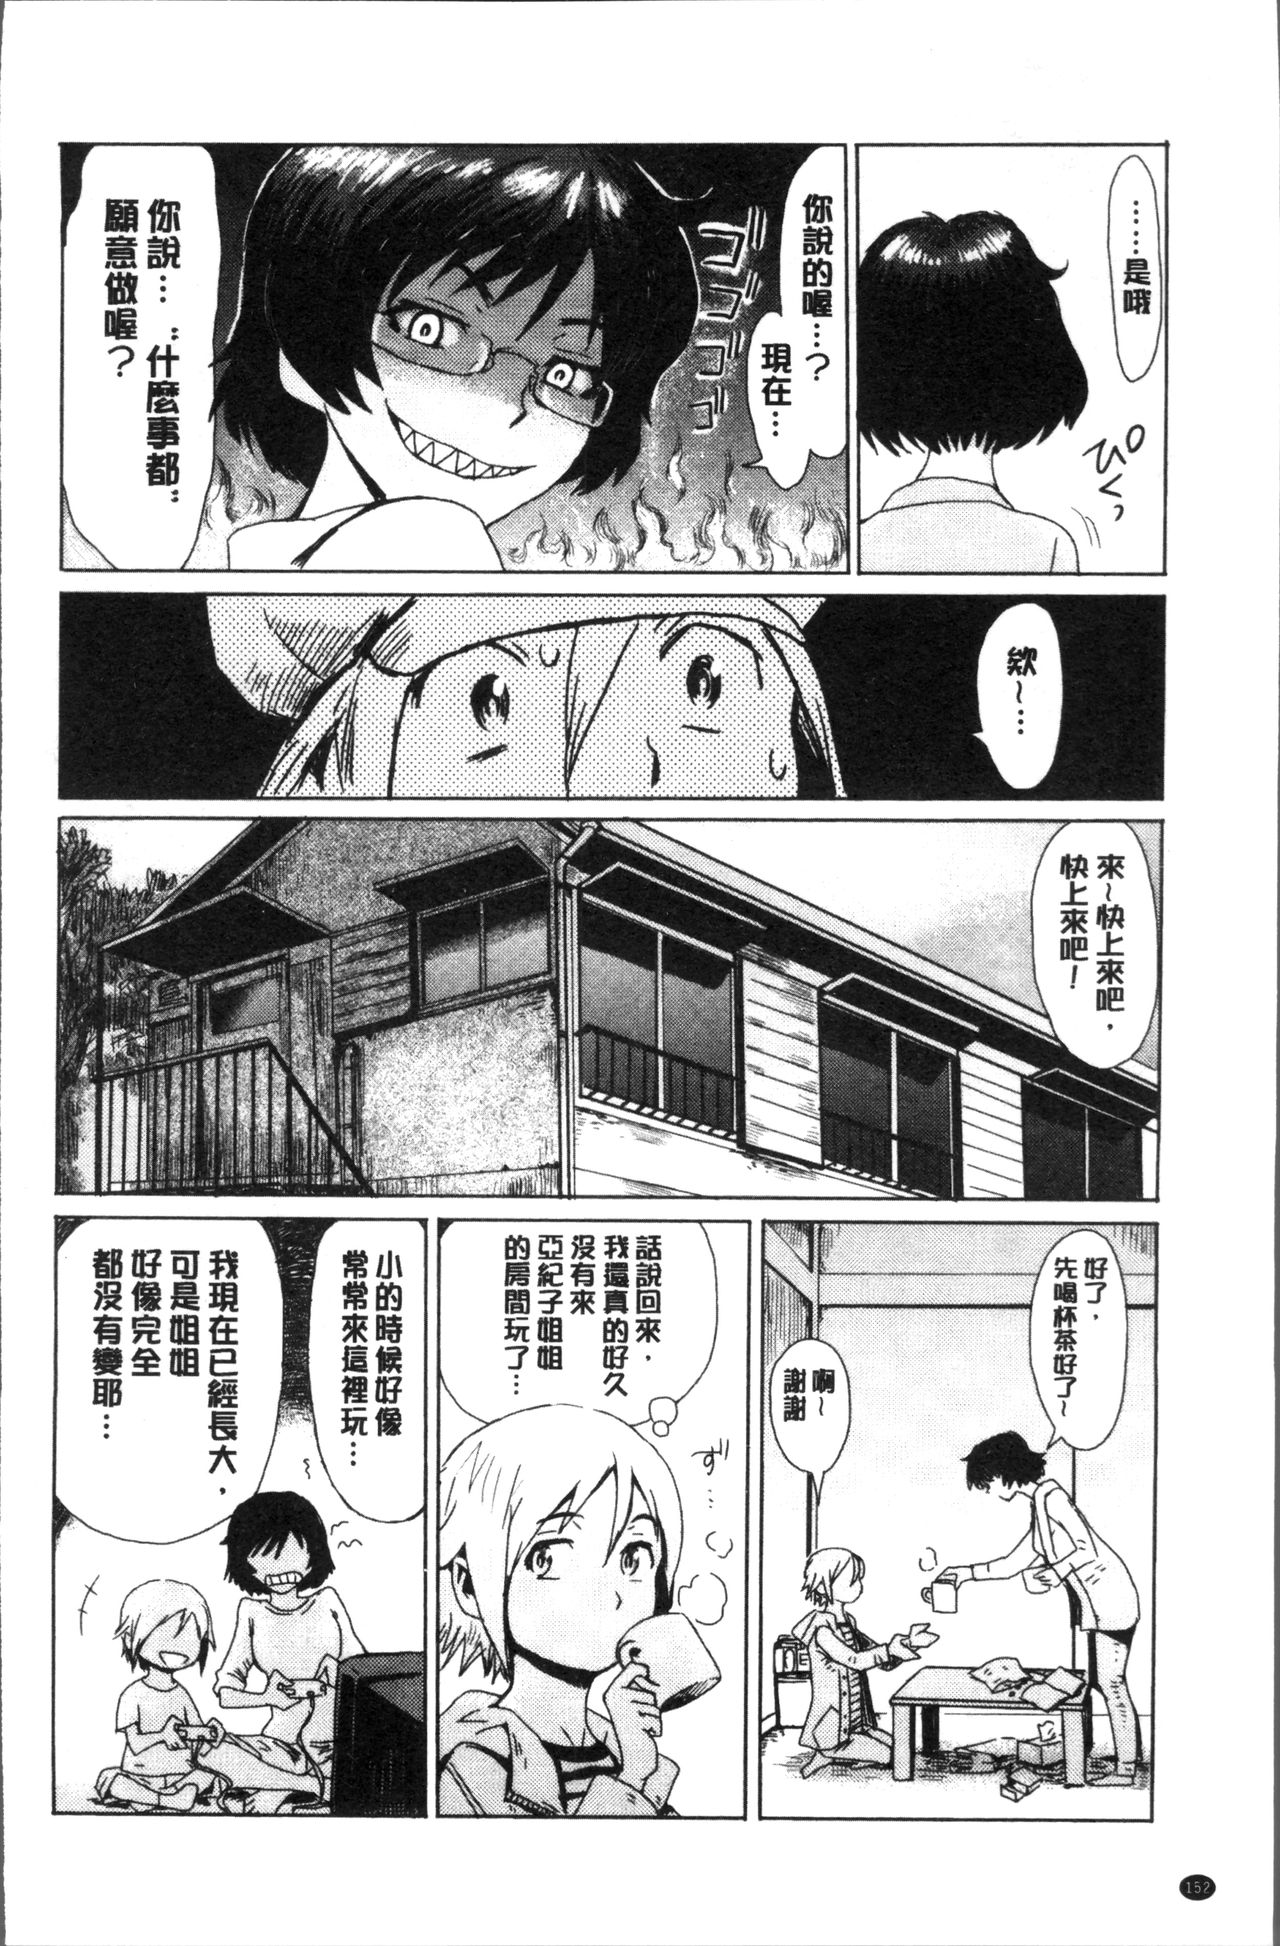 ……是哦
ぴくっ
你說的喔…？
現在…
ゴゴゴゴゴ
你說…〝什麼事都〞
願意做喔？
欸～…
來～快上來吧，
快上來吧！
好了，
先喝杯茶好了～
啊～
謝謝
話說回來，
我還真的好久
沒有來
亞紀子姐姐
的房間玩了…
ず…
小的時候好像
常常來這裡玩…
我現在已經長大，
可是姐姐
好像完全
都沒有變耶…
152